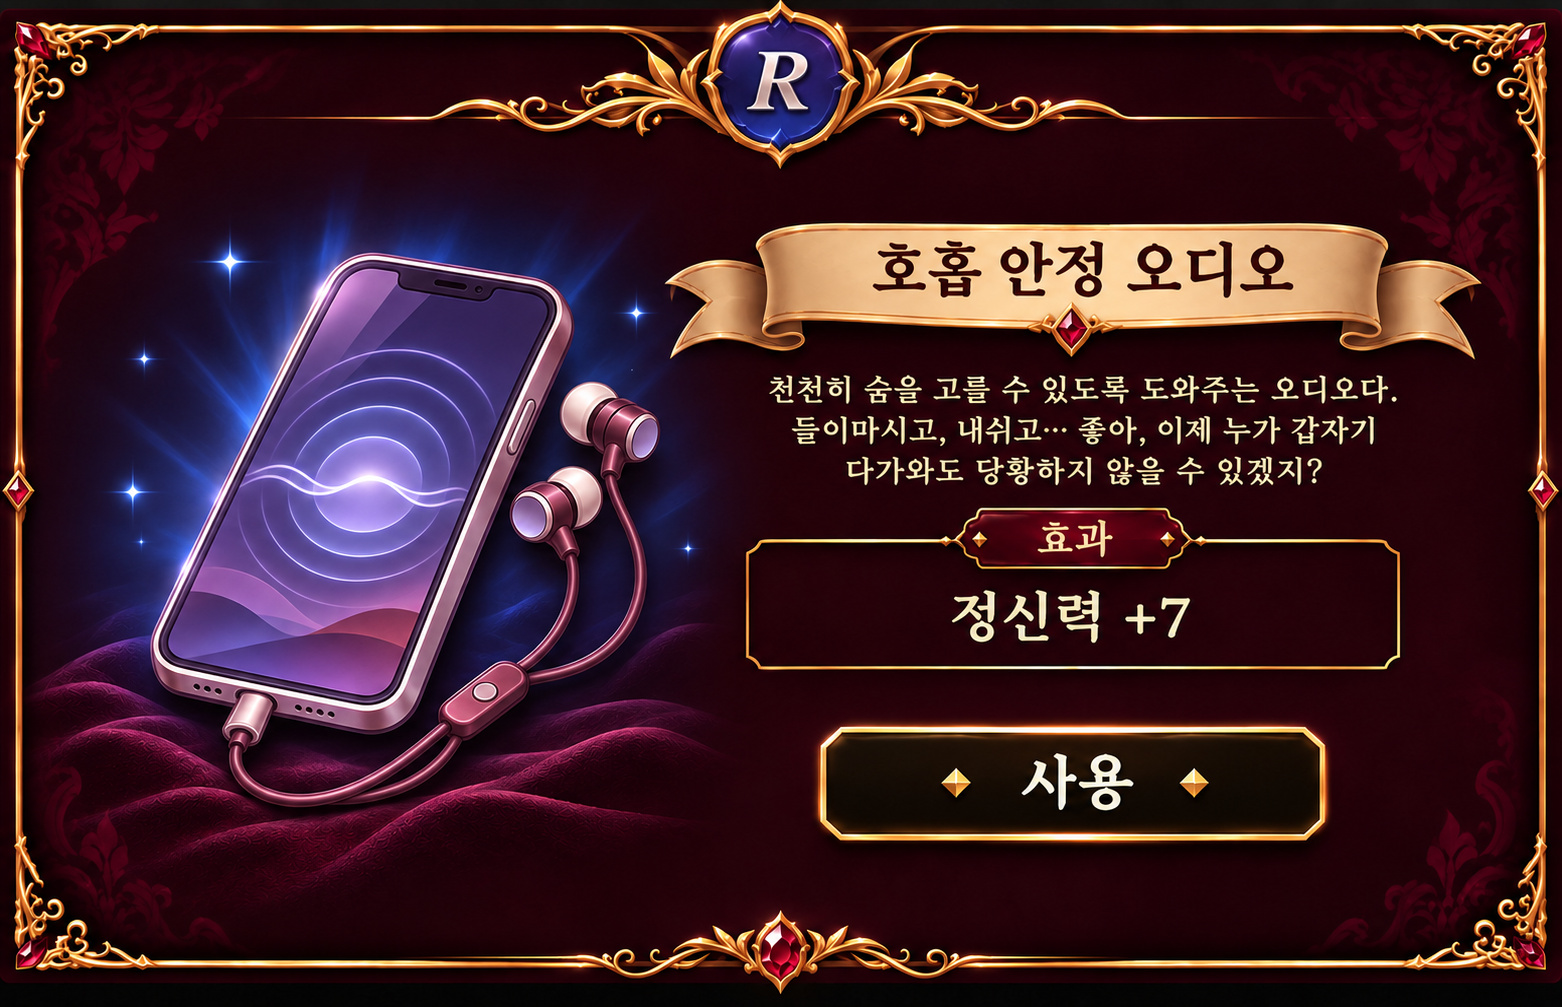 R
호흡 안정 오디오
천천히 숨을 고를 수 있도록 도와주는 오디오다.
들이마시고, 내쉬고… 좋아, 이제 누가 갑자기
다가와도 당황하지 않을 수 있겠지?
효과
정신력 +7
사용